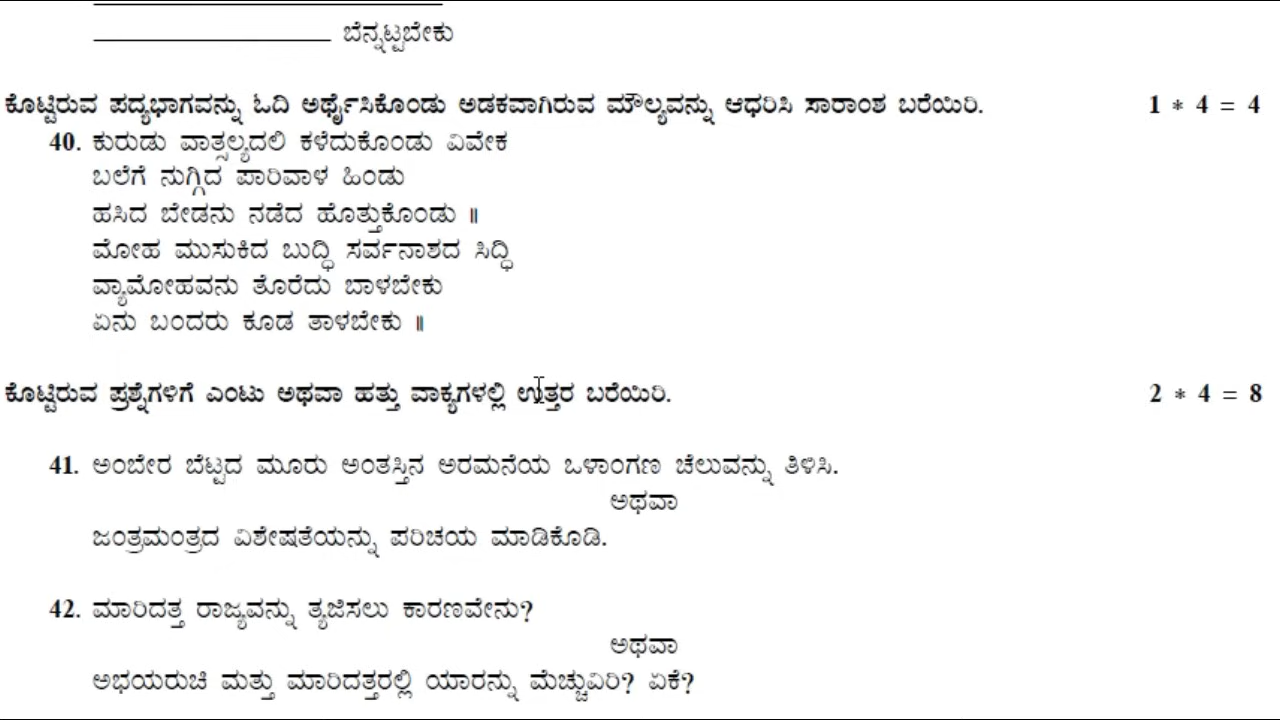 ಬೆನ್ನಟ್ಟಬೇಕು
ಕೊಟ್ಟಿರುವ ಪದ್ಯಭಾಗವನ್ನು ಓದಿ ಅರ್ಥೈಸಿಕೊಂಡು ಅಡಕವಾಗಿರುವ ಮೌಲ್ಯವನ್ನು ಆಧರಿಸಿ ಸಾರಾಂಶ ಬರೆಯಿರಿ. 1 * 4 = 4
40. ಕುರುಡು ವಾತ್ಸಲ್ಯದಲಿ ಕಳೆದುಕೊಂಡು ವಿವೇಕ
ಬಲೆಗೆ ನುಗ್ಗಿದ ಪಾರಿವಾಳ ಹಿಂಡು
ಹಸಿದ ಬೇಡನು ನಡೆದ ಹೊತ್ತುಕೊಂಡು ॥
ಮೋಹ ಮುಸುಕಿದ ಬುದ್ಧಿ ಸರ್ವನಾಶದ ಸಿದ್ಧಿ
ವ್ಯಾಮೋಹವನು ತೊರೆದು ಬಾಳಬೇಕು
ಏನು ಬಂದರು ಕೂಡ ತಾಳಬೇಕು ॥
ಕೊಟ್ಟಿರುವ ಪ್ರಶ್ನೆಗಳಿಗೆ ಎಂಟು ಅಥವಾ ಹತ್ತು ವಾಕ್ಯಗಳಲ್ಲಿ ಉತ್ತರ ಬರೆಯಿರಿ. 2 * 4 = 8
41. ಅಂಬೇರ ಬೆಟ್ಟದ ಮೂರು ಅಂತಸ್ತಿನ ಅರಮನೆಯ ಒಳಾಂಗಣ ಚೆಲುವನ್ನು ತಿಳಿಸಿ.
ಅಥವಾ
ಜಂತ್ರಮಂತ್ರದ ವಿಶೇಷತೆಯನ್ನು ಪರಿಚಯ ಮಾಡಿಕೊಡಿ.
42. ಮಾರಿದತ್ತ ರಾಜ್ಯವನ್ನು ತ್ಯಜಿಸಲು ಕಾರಣವೇನು?
ಅಥವಾ
ಅಭಯರುಚಿ ಮತ್ತು ಮಾರಿದತ್ತರಲ್ಲಿ ಯಾರನ್ನು ಮೆಚ್ಚುವಿರಿ? ಏಕೆ?